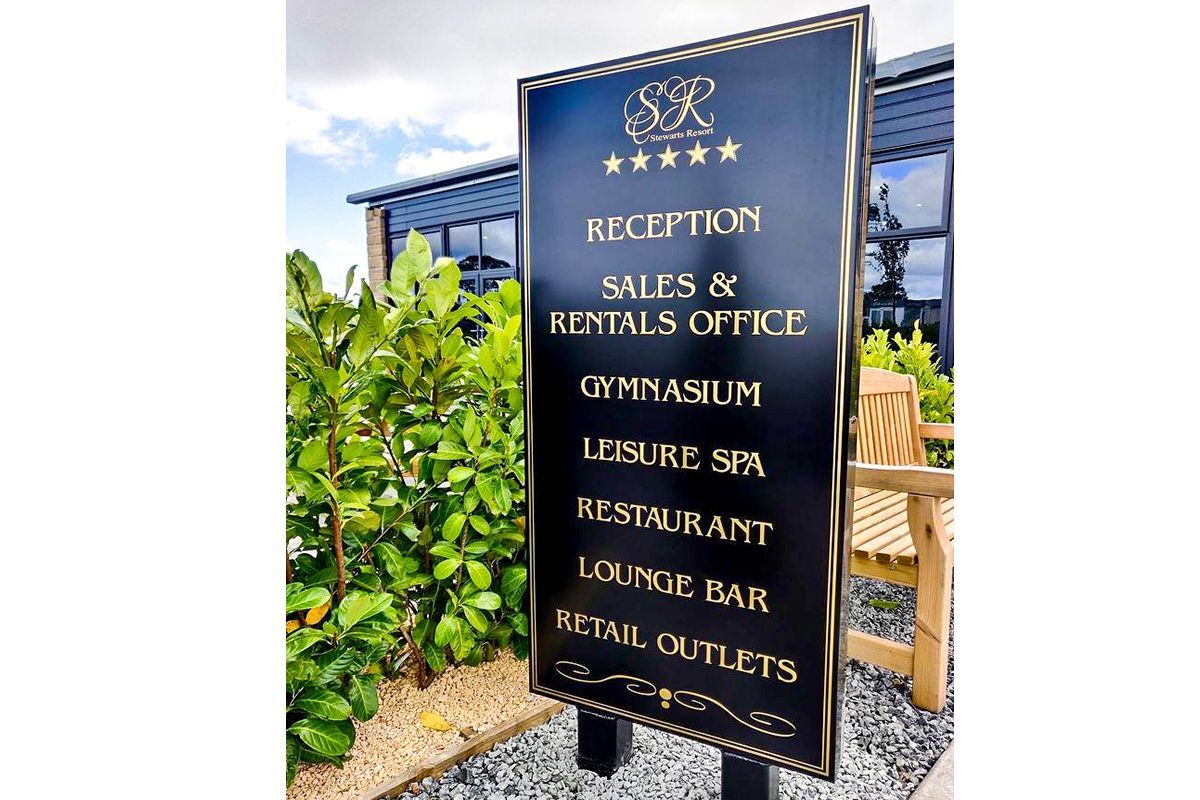 SR
Stewarts Resort
RECEPTION
SALES &
RENTALS OFFICE
GYMNASIUM
LEISURE SPA
RESTAURANT
LOUNGE BAR
RETAIL OUTLETS